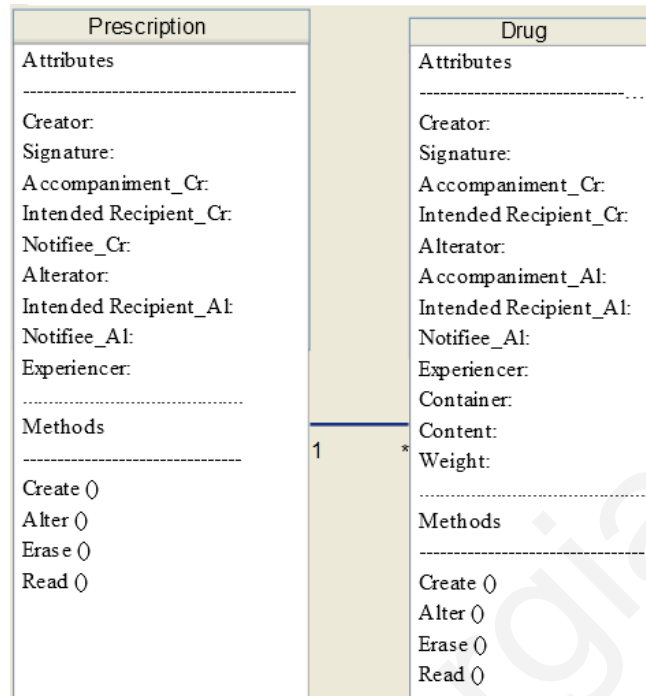 Prescription
Attributes
----------------------------------------
Creator:
Signature:
Accompaniment_Cr:
Intended Recipient_Cr:
Notifiee_Cr:
Alterator:
Intended Recipient_Al:
Notifiee_Al:
Experiencer:
..........................................
Methods
--------------------------------
Create ()
Alter ()
Erase ()
Read ()
1
*
Drug
Attributes
------------------------------...
Creator:
Signature:
Accompaniment_Cr:
Intended Recipient_Cr:
Alterator:
Accompaniment_Al:
Intended Recipient_Al:
Notifiee_Al:
Experiencer:
Container:
Content:
Weight:
..........................................
Methods
---------------------------------
Create ()
Alter ()
Erase ()
Read ()